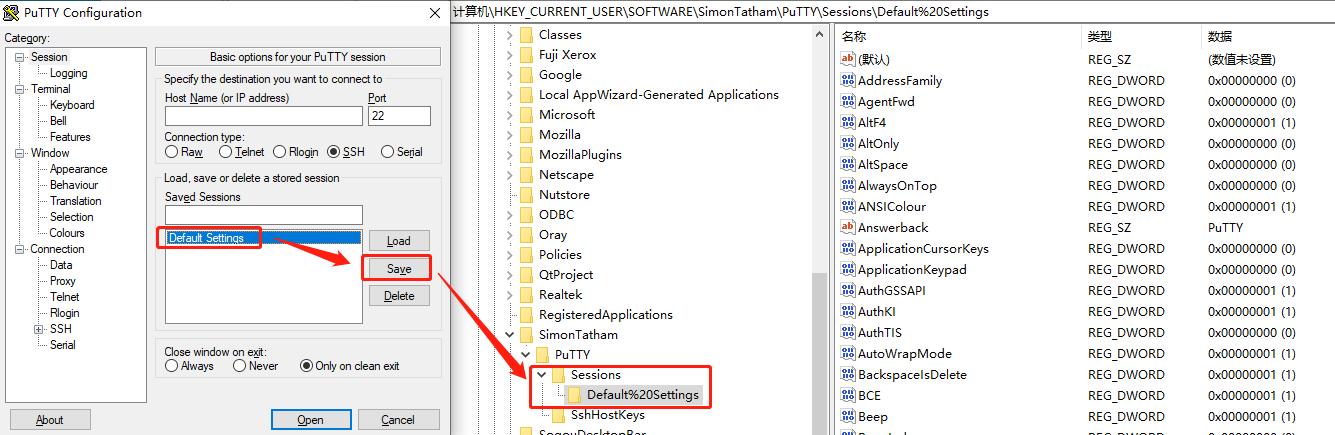 PuTTY Configuration
Category:
Session
Logging
Terminal
Keyboard
Bell
Features
Window
Appearance
Behaviour
Translation
Selection
Colours
Connection
Data
Proxy
Telnet
Rlogin
SSH
Serial
Basic options for your PuTTY session
Specify the destination you want to connect to
Host Name (or IP address) Port
22
Connection type:
Raw Telnet Rlogin SSH Serial
Load, save or delete a stored session
Saved Sessions
Default Settings
Load
Save
Delete
Close window on exit:
Always Never Only on clean exit
About Open Cancel
计算机\HKEY_CURRENT_USER\SOFTWARE\SimonTatham\PuTTY\Sessions\Default%20Settings
Classes
Fuji Xerox
Google
Local AppWizard-Generated Applications
Microsoft
Mozilla
MozillaPlugins
Netscape
Nutstore
ODBC
Oray
Policies
QtProject
Realtek
RegisteredApplications
SimonTatham
PuTTY
Sessions
Default%20Settings
SshHostKeys
名称 类型 数据
(默认) REG_SZ (数值未设置)
AddressFamily REG_DWORD 0x00000000 (0)
AgentFwd REG_DWORD 0x00000000 (0)
AltF4 REG_DWORD 0x00000001 (1)
AltOnly REG_DWORD 0x00000000 (0)
AltSpace REG_DWORD 0x00000000 (0)
AlwaysOnTop REG_DWORD 0x00000000 (0)
ANSIColour REG_DWORD 0x00000001 (1)
Answerback REG_SZ PuTTY
ApplicationCursorKeys REG_DWORD 0x00000000 (0)
ApplicationKeypad REG_DWORD 0x00000000 (0)
AuthGSSAPI REG_DWORD 0x00000001 (1)
AuthKI REG_DWORD 0x00000001 (1)
AuthTIS REG_DWORD 0x00000000 (0)
AutoWrapMode REG_DWORD 0x00000001 (1)
BackspaceIsDelete REG_DWORD 0x00000001 (1)
BCE REG_DWORD 0x00000001 (1)
Beep REG_DWORD 0x00000001 (1)